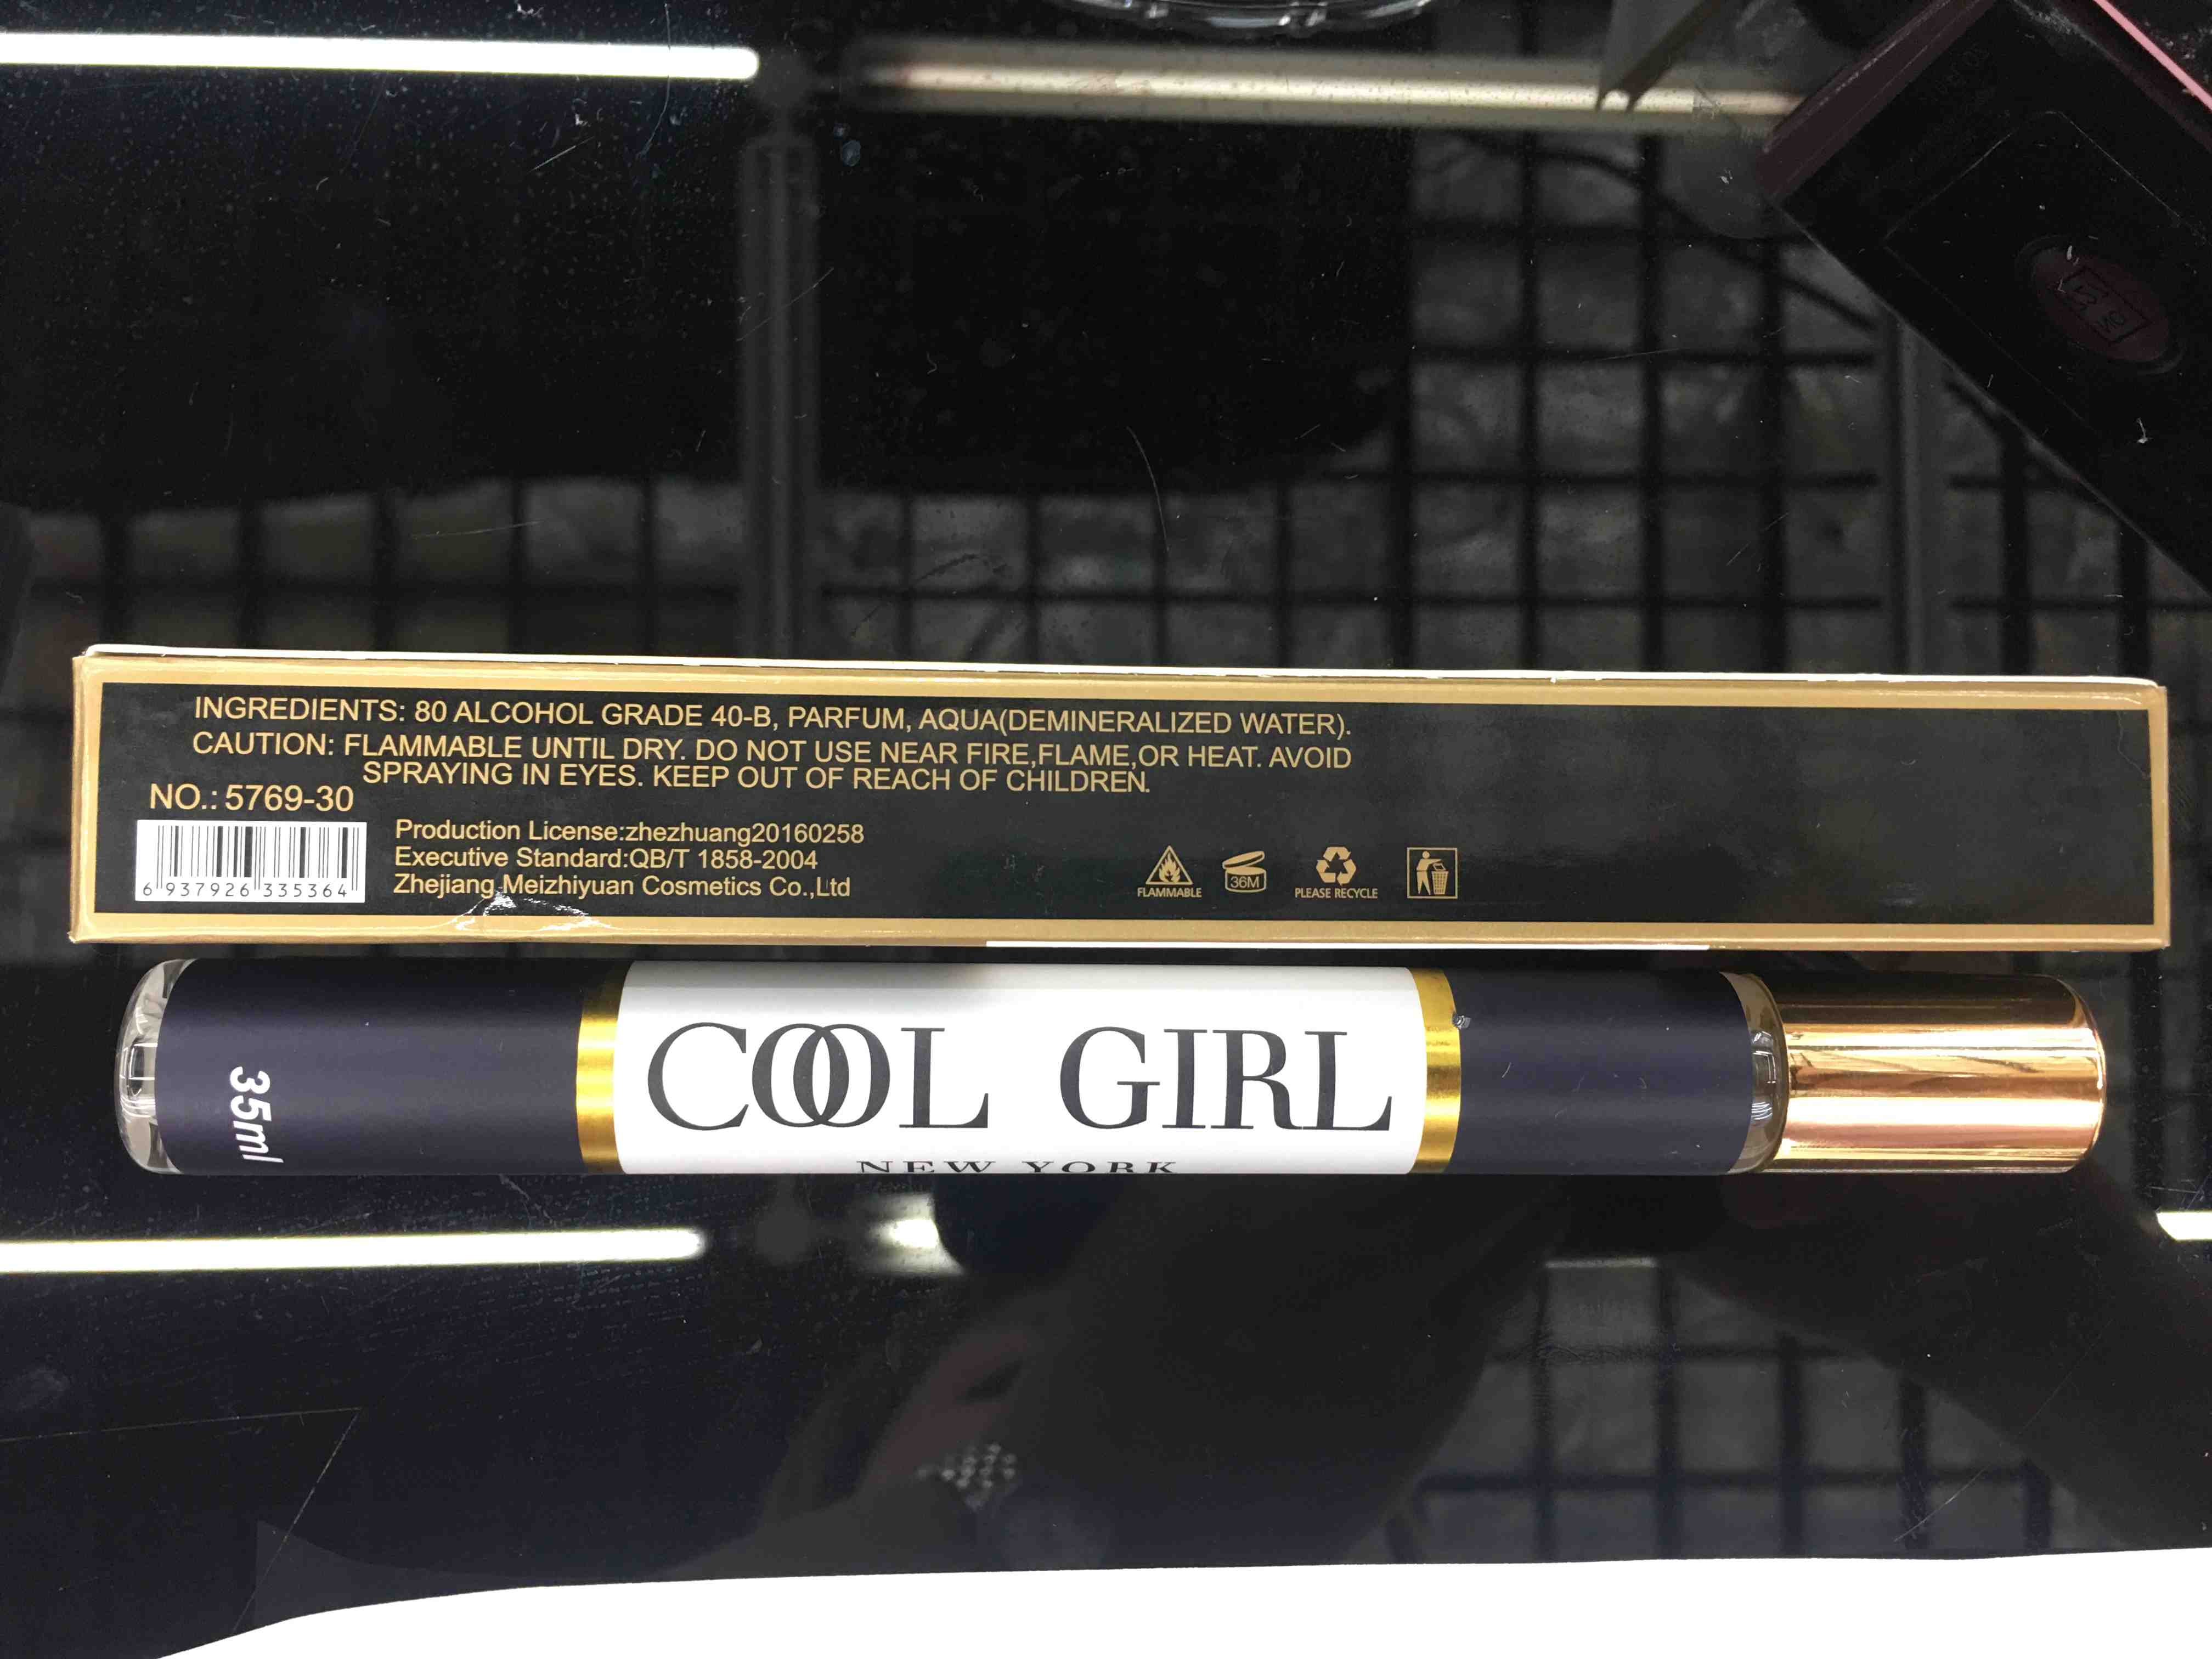 INGREDIENTS: 80 ALCOHOL GRADE 40-B, PARFUM, AQUA(DEMINERALIZED WATER).
CAUTION: FLAMMABLE UNTIL DRY. DO NOT USE NEAR FIRE,FLAME,OR HEAT. AVOID
SPRAYING IN EYES. KEEP OUT OF REACH OF CHILDREN.
NO.: 5769-30
Production License:zhezhuang20160258
Executive Standard:QB/T 1858-2004
Zhejiang Meizhiyuan Cosmetics Co.,Ltd
6 937926 335364
FLAMMABLE
36M
PLEASE RECYCLE
35ml
COOL GIRL
NEW YORK